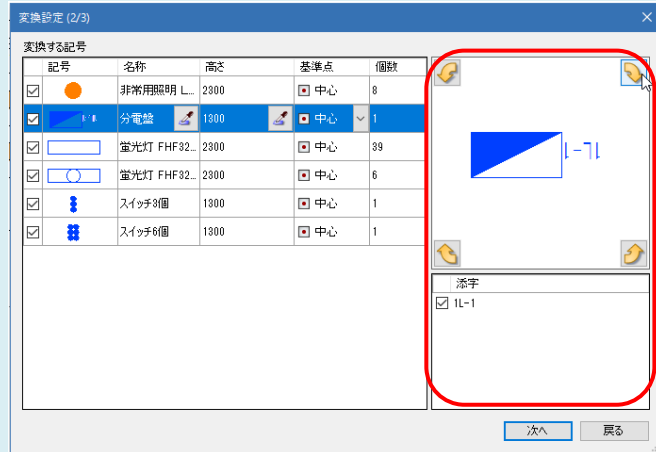 変換設定 (2/3)
変換する記号
記号 名称 高さ 基準点 個数
非常用照明 L... 2300 中心 8
分電盤 1300 中心 1
蛍光灯 FHF32... 2300 中心 39
蛍光灯 FHF32... 2300 中心 6
スイッチ3個 1300 中心 1
スイッチ6個 1300 中心 1
1L-1
添字
1L-1
次へ 戻る